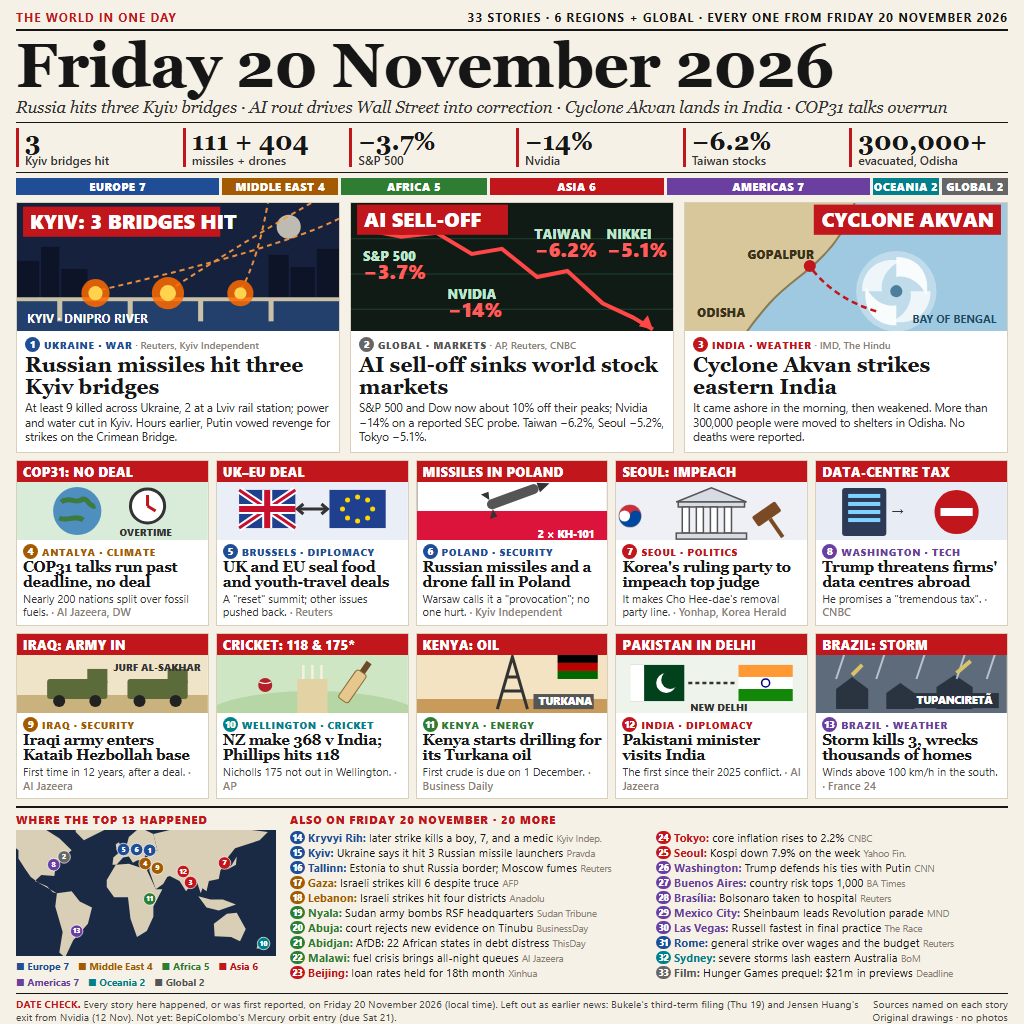 THE WORLD IN ONE DAY
33 STORIES · 6 REGIONS + GLOBAL · EVERY ONE FROM FRIDAY 20 NOVEMBER 2026
Friday 20 November 2026
Russia hits three Kyiv bridges · AI rout drives Wall Street into correction · Cyclone Akvan lands in India · COP31 talks overrun
3
Kyiv bridges hit
111 + 404
missiles + drones
−3.7%
S&P 500
−14%
Nvidia
−6.2%
Taiwan stocks
300,000+
evacuated, Odisha
EUROPE 7
MIDDLE EAST 4
AFRICA 5
ASIA 6
AMERICAS 7
OCEANIA 2
GLOBAL 2
KYIV: 3 BRIDGES HIT
KYIV · DNIPRO RIVER
1 UKRAINE · WAR · Reuters, Kyiv Independent
Russian missiles hit three
Kyiv bridges
At least 9 killed across Ukraine, 2 at a Lviv rail station; power
and water cut in Kyiv. Hours earlier, Putin vowed revenge for
strikes on the Crimean Bridge.
AI SELL-OFF
TAIWAN
−6.2%
NIKKEI
−5.1%
S&P 500
−3.7%
NVIDIA
−14%
2 GLOBAL · MARKETS · AP, Reuters, CNBC
AI sell-off sinks world stock
markets
S&P 500 and Dow now about 10% off their peaks; Nvidia
−14% on a reported SEC probe. Taiwan −6.2%, Seoul −5.2%,
Tokyo −5.1%.
CYCLONE AKVAN
GOPALPUR
ODISHA
BAY OF BENGAL
3 INDIA · WEATHER · IMD, The Hindu
Cyclone Akvan strikes
eastern India
It came ashore in the morning, then weakened. More than
300,000 people were moved to shelters in Odisha. No
deaths were reported.
COP31: NO DEAL
OVERTIME
4 ANTALYA · CLIMATE
COP31 talks run past
deadline, no deal
Nearly 200 nations split over fossil
fuels. · Al Jazeera, DW
UK–EU DEAL
5 BRUSSELS · DIPLOMACY
UK and EU seal food
and youth-travel deals
A "reset" summit; other issues
pushed back. · Reuters
MISSILES IN POLAND
2 x KH-101
6 POLAND · SECURITY
Russian missiles and a
drone fall in Poland
Warsaw calls it a "provocation"; no
one hurt. · Kyiv Independent
SEOUL: IMPEACH
7 SEOUL · POLITICS
Korea's ruling party to
impeach top judge
It makes Cho Hee-dae's removal
party line. · Yonhap, Korea Herald
DATA-CENTRE TAX
→
8 WASHINGTON · TECH
Trump threatens firms'
data centres abroad
He promises a "tremendous tax". ·
CNBC
IRAQ: ARMY IN
JURF AL-SAKHAR
9 IRAQ · SECURITY
Iraqi army enters
Kataib Hezbollah base
First time in 12 years, after a deal. ·
Al Jazeera
CRICKET: 118 & 175*
10 WELLINGTON · CRICKET
NZ make 368 v India;
Phillips hits 118
Nicholls 175 not out in Wellington. ·
AP
KENYA: OIL
TURKANA
11 KENYA · ENERGY
Kenya starts drilling for
its Turkana oil
First crude is due on 1 December. ·
Business Daily
PAKISTAN IN DELHI
NEW DELHI
12 INDIA · DIPLOMACY
Pakistani minister
visits India
The first since their 2025 conflict. · Al
Jazeera
BRAZIL: STORM
TUPANCIRETÃ
13 BRAZIL · WEATHER
Storm kills 3, wrecks
thousands of homes
Winds above 100 km/h in the south.
· France 24
WHERE THE TOP 13 HAPPENED
5 6 1
2
8
4 9
12
3
7
11
13
10
Europe 7 Middle East 4 Africa 5 Asia 6
Americas 7 Oceania 2 Global 2
ALSO ON FRIDAY 20 NOVEMBER · 20 MORE
14 Kryvyi Rih: later strike kills a boy, 7, and a medic Kyiv Indep.
15 Kyiv: Ukraine says it hit 3 Russian missile launchers Pravda
16 Tallinn: Estonia to shut Russia border; Moscow fumes Reuters
17 Gaza: Israeli strikes kill 6 despite truce AFP
18 Lebanon: Israeli strikes hit four districts Anadolu
19 Nyala: Sudan army bombs RSF headquarters Sudan Tribune
20 Abuja: court rejects new evidence on Tinubu BusinessDay
21 Abidjan: AfDB: 22 African states in debt distress ThisDay
22 Malawi: fuel crisis brings all-night queues Al Jazeera
23 Beijing: loan rates held for 18th month Xinhua
24 Tokyo: core inflation rises to 2.2% CNBC
25 Seoul: Kospi down 7.9% on the week Yahoo Fin.
26 Washington: Trump defends his ties with Putin CNN
27 Buenos Aires: country risk tops 1,000 BA Times
28 Brasília: Bolsonaro taken to hospital Reuters
29 Mexico City: Sheinbaum leads Revolution parade MND
30 Las Vegas: Russell fastest in final practice The Race
31 Rome: general strike over wages and the budget Reuters
32 Sydney: severe storms lash eastern Australia BoM
33 Film: Hunger Games prequel: $21m in previews Deadline
DATE CHECK. Every story here happened, or was first reported, on Friday 20 November 2026 (local time). Left out as earlier news: Bukele's third-term filing (Thu 19) and Jensen Huang's
exit from Nvidia (12 Nov). Not yet: BepiColombo's Mercury orbit entry (due Sat 21).
Sources named on each story
Original drawings · no photos